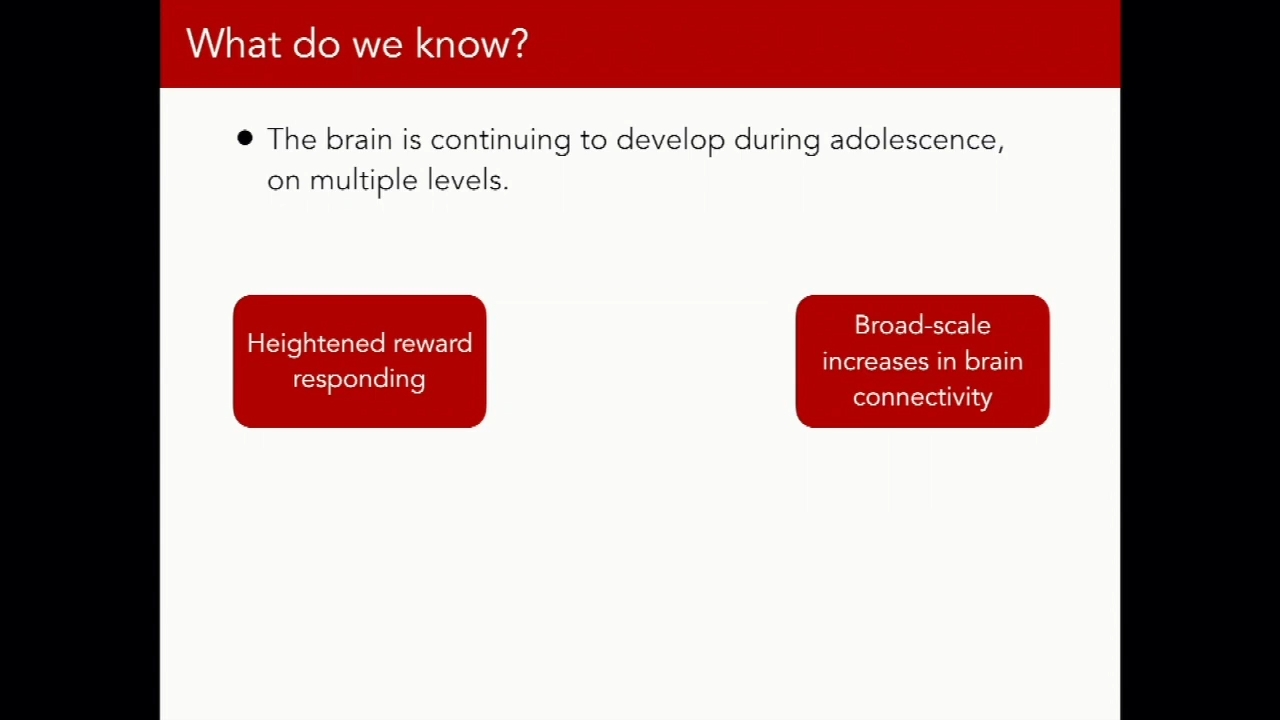 What do we know?
● The brain is continuing to develop during adolescence,
on multiple levels.
Heightened reward
responding
Broad-scale
increases in brain
connectivity